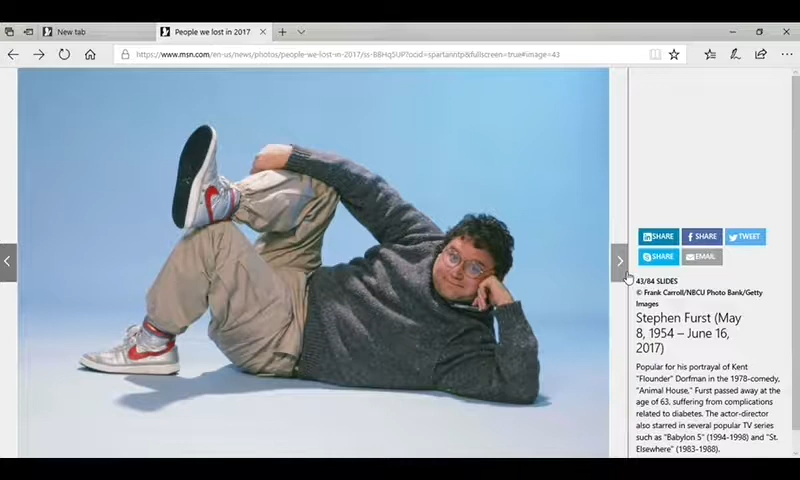 New tab
People we lost in 2017
https://www.msn.com/en-us/news/photos/people-we-lost-in-2017/ss-BBHq5UP?ocid=spartanntp&fullscreen=true#image=43
SHARE
SHARE
TWEET
SHARE
EMAIL
43/84 SLIDES
© Frank Carroll/NBCU Photo Bank/Getty
Images
Stephen Furst (May
8, 1954 – June 16,
2017)
Popular for his portrayal of Kent
"Flounder" Dorfman in the 1978-comedy,
"Animal House," Furst passed away at the
age of 63, suffering from complications
related to diabetes. The actor-director
also starred in several popular TV series
such as "Babylon 5" (1994-1998) and "St.
Elsewhere" (1983-1988).